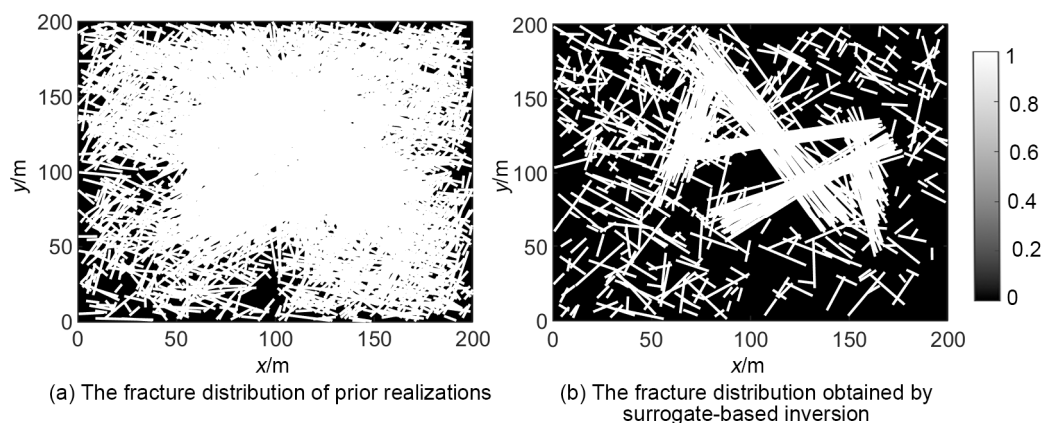 200
150
100
50
0
y/m
0 50 100 150 200
x/m
(a) The fracture distribution of prior realizations
200
150
100
50
0
y/m
0 50 100 150 200
x/m
(b) The fracture distribution obtained by
surrogate-based inversion
1
0.8
0.6
0.4
0.2
0